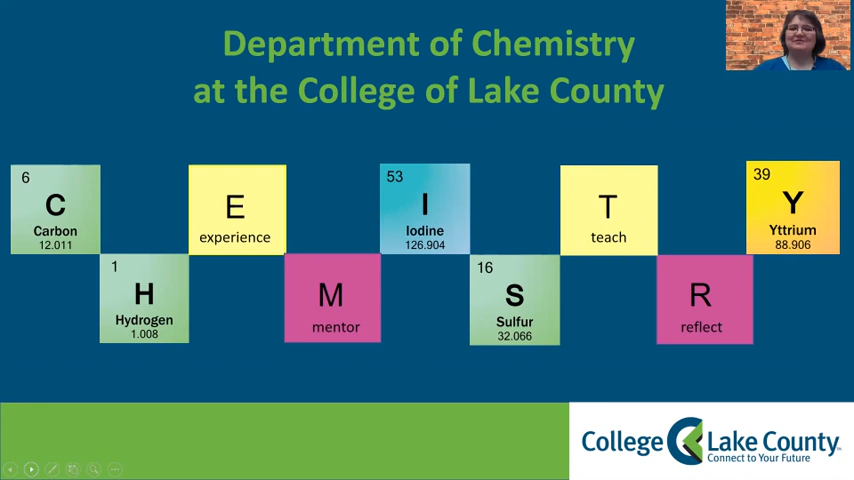 Department of Chemistry
at the College of Lake County
6
C
Carbon
12.011
1
H
Hydrogen
1.008
E
experience
M
mentor
53
I
Iodine
126.904
16
S
Sulfur
32.066
T
teach
R
reflect
39
Y
Yttrium
88.906
College Lake County
Connect to Your Future